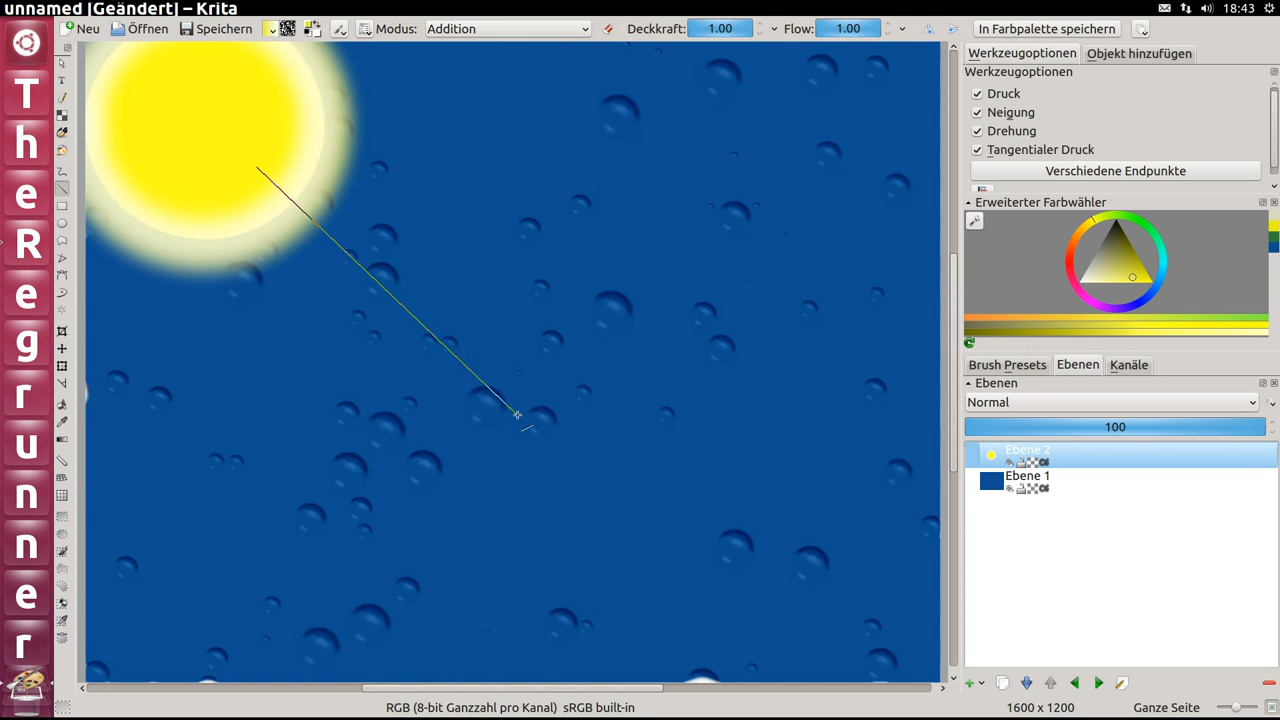 unnamed [Geändert] – Krita
18:43
Neu Öffnen Speichern Modus: Addition Deckkraft: 1.00 Flow: 1.00 In Farbpalette speichern
Werkzeugoptionen Objekt hinzufügen
Werkzeugoptionen
Druck
Neigung
Drehung
Tangentialer Druck
Verschiedene Endpunkte
Erweiterter Farbwähler
Brush Presets Ebenen Kanäle
Ebenen
Normal
100
Ebene 2
Ebene 1
T
h
e
R
e
g
r
u
n
n
e
r
RGB (8-bit Ganzzahl pro Kanal) sRGB built-in
1600 x 1200
Ganze Seite